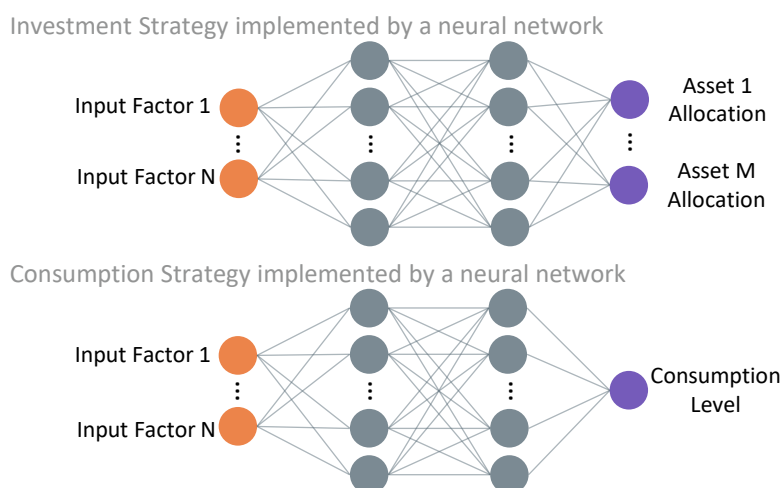 Investment Strategy implemented by a neural network
Input Factor 1
Input Factor N
Asset 1
Allocation
Asset M
Allocation
Consumption Strategy implemented by a neural network
Input Factor 1
Input Factor N
Consumption
Level